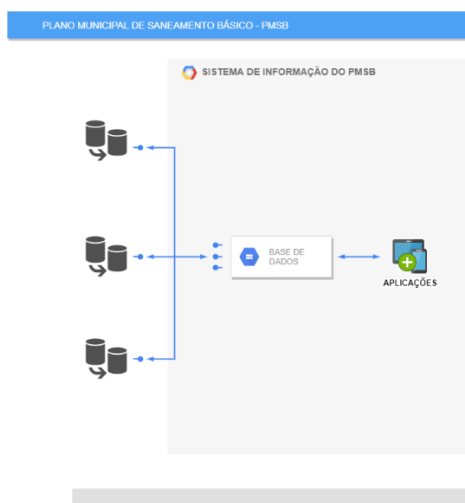 PLANO MUNICIPAL DE SANEAMENTO BÁSICO - PMSB
SISTEMA DE INFORMAÇÃO DO PMSB
BASE DE
DADOS
APLICAÇÕES